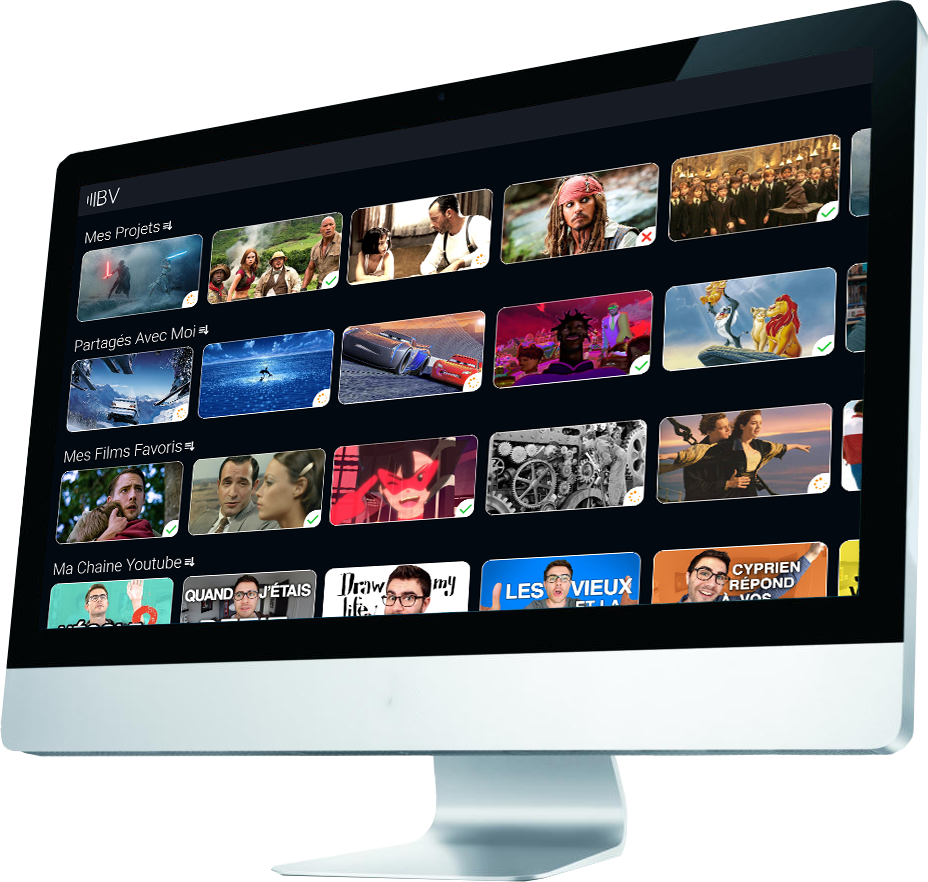 BV
Mes Projets
Partagés Avec Moi
Mes Films Favoris
Ma Chaine Youtube
QUAND J'ÉTAIS
Draw my
life
LES VIEUX
ET LA
CYPRIEN
RÉPOND
À VOS